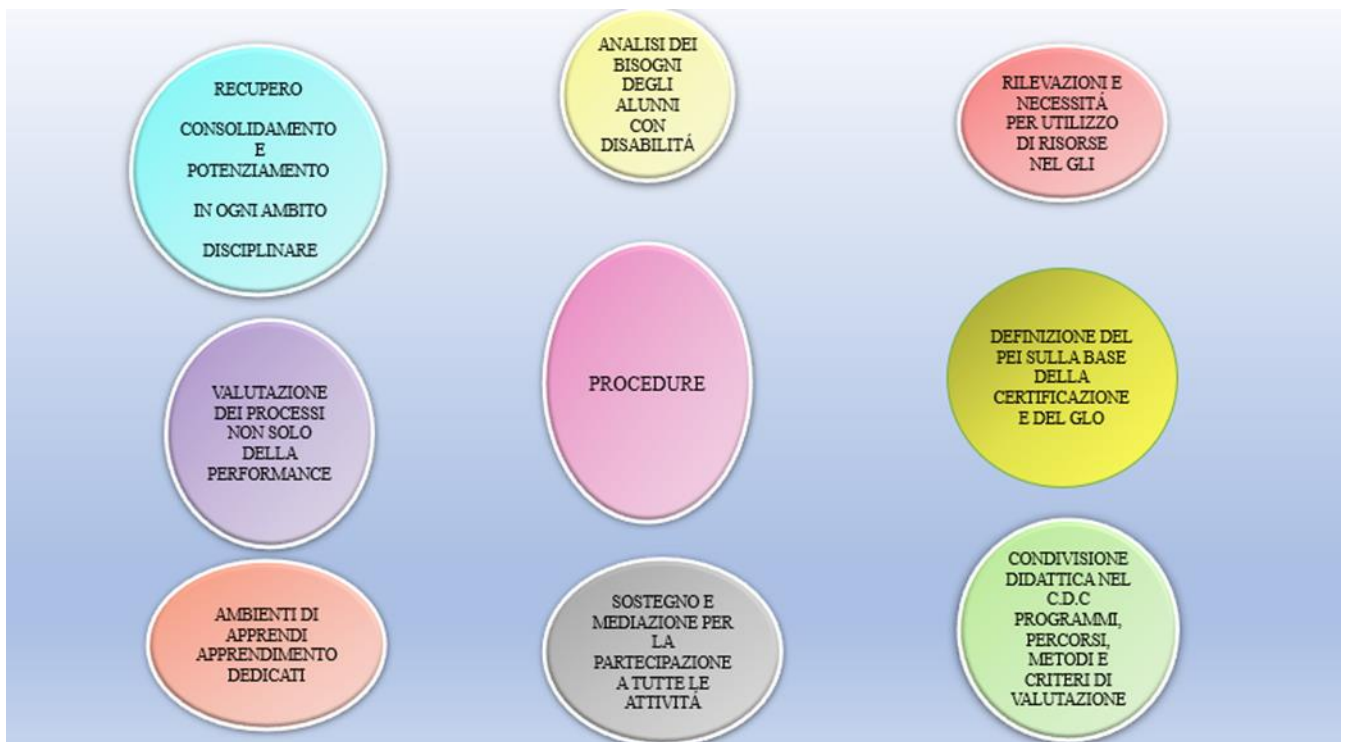 RECUPERO
CONSOLIDAMENTO
E
POTENZIAMENTO
IN OGNI AMBITO
DISCIPLINARE
ANALISI DEI
BISOGNI
DEGLI
ALUNNI
CON
DISABILITÁ
RILEVAZIONI E
NECESSITÁ
PER UTILIZZO
DI RISORSE
NEL GLI
VALUTAZIONE
DEI PROCESSI
NON SOLO
DELLA
PERFORMANCE
PROCEDURE
DEFINIZIONE DEL
PEI SULLA BASE
DELLA
CERTIFICAZIONE
E DEL GLO
AMBIENTI DI
APPRENDI
APPRENDIMENTO
DEDICATI
SOSTEGNO E
MEDIAZIONE PER
LA
PARTECIPAZIONE
A TUTTE LE
ATTIVITÁ
CONDIVISIONE
DIDATTICA NEL
C.D.C
PROGRAMMI,
PERCORSI,
METODI E
CRITERI DI
VALUTAZIONE